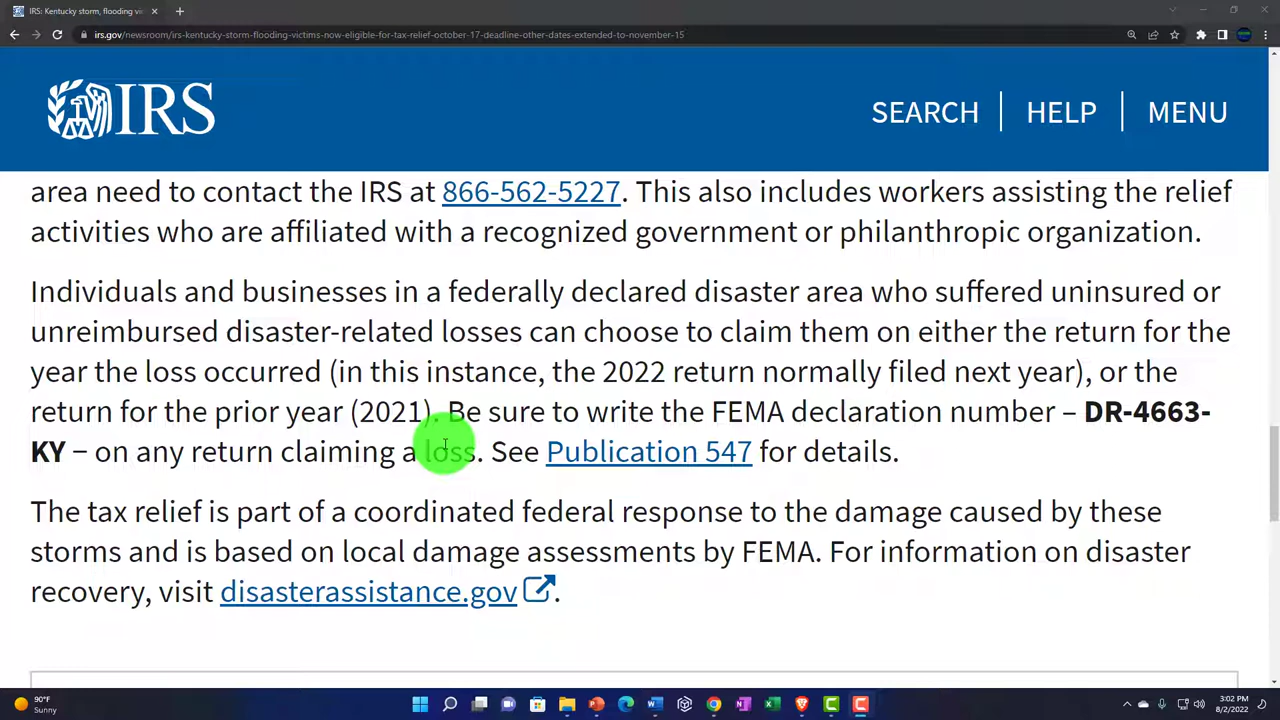 IRS: Kentucky storm, flooding vi
irs.gov/newsroom/irs-kentucky-storm-flooding-victims-now-eligible-for-tax-relief-october-17-deadline-other-dates-extended-to-november-15
IRS
SEARCH
HELP
MENU
area need to contact the IRS at 866-562-5227. This also includes workers assisting the relief
activities who are affiliated with a recognized government or philanthropic organization.
Individuals and businesses in a federally declared disaster area who suffered uninsured or
unreimbursed disaster-related losses can choose to claim them on either the return for the
year the loss occurred (in this instance, the 2022 return normally filed next year), or the
return for the prior year (2021). Be sure to write the FEMA declaration number – DR-4663-
KY − on any return claiming a loss. See Publication 547 for details.
The tax relief is part of a coordinated federal response to the damage caused by these
storms and is based on local damage assessments by FEMA. For information on disaster
recovery, visit disasterassistance.gov.
90°F
Sunny
3:02 PM
8/2/2022